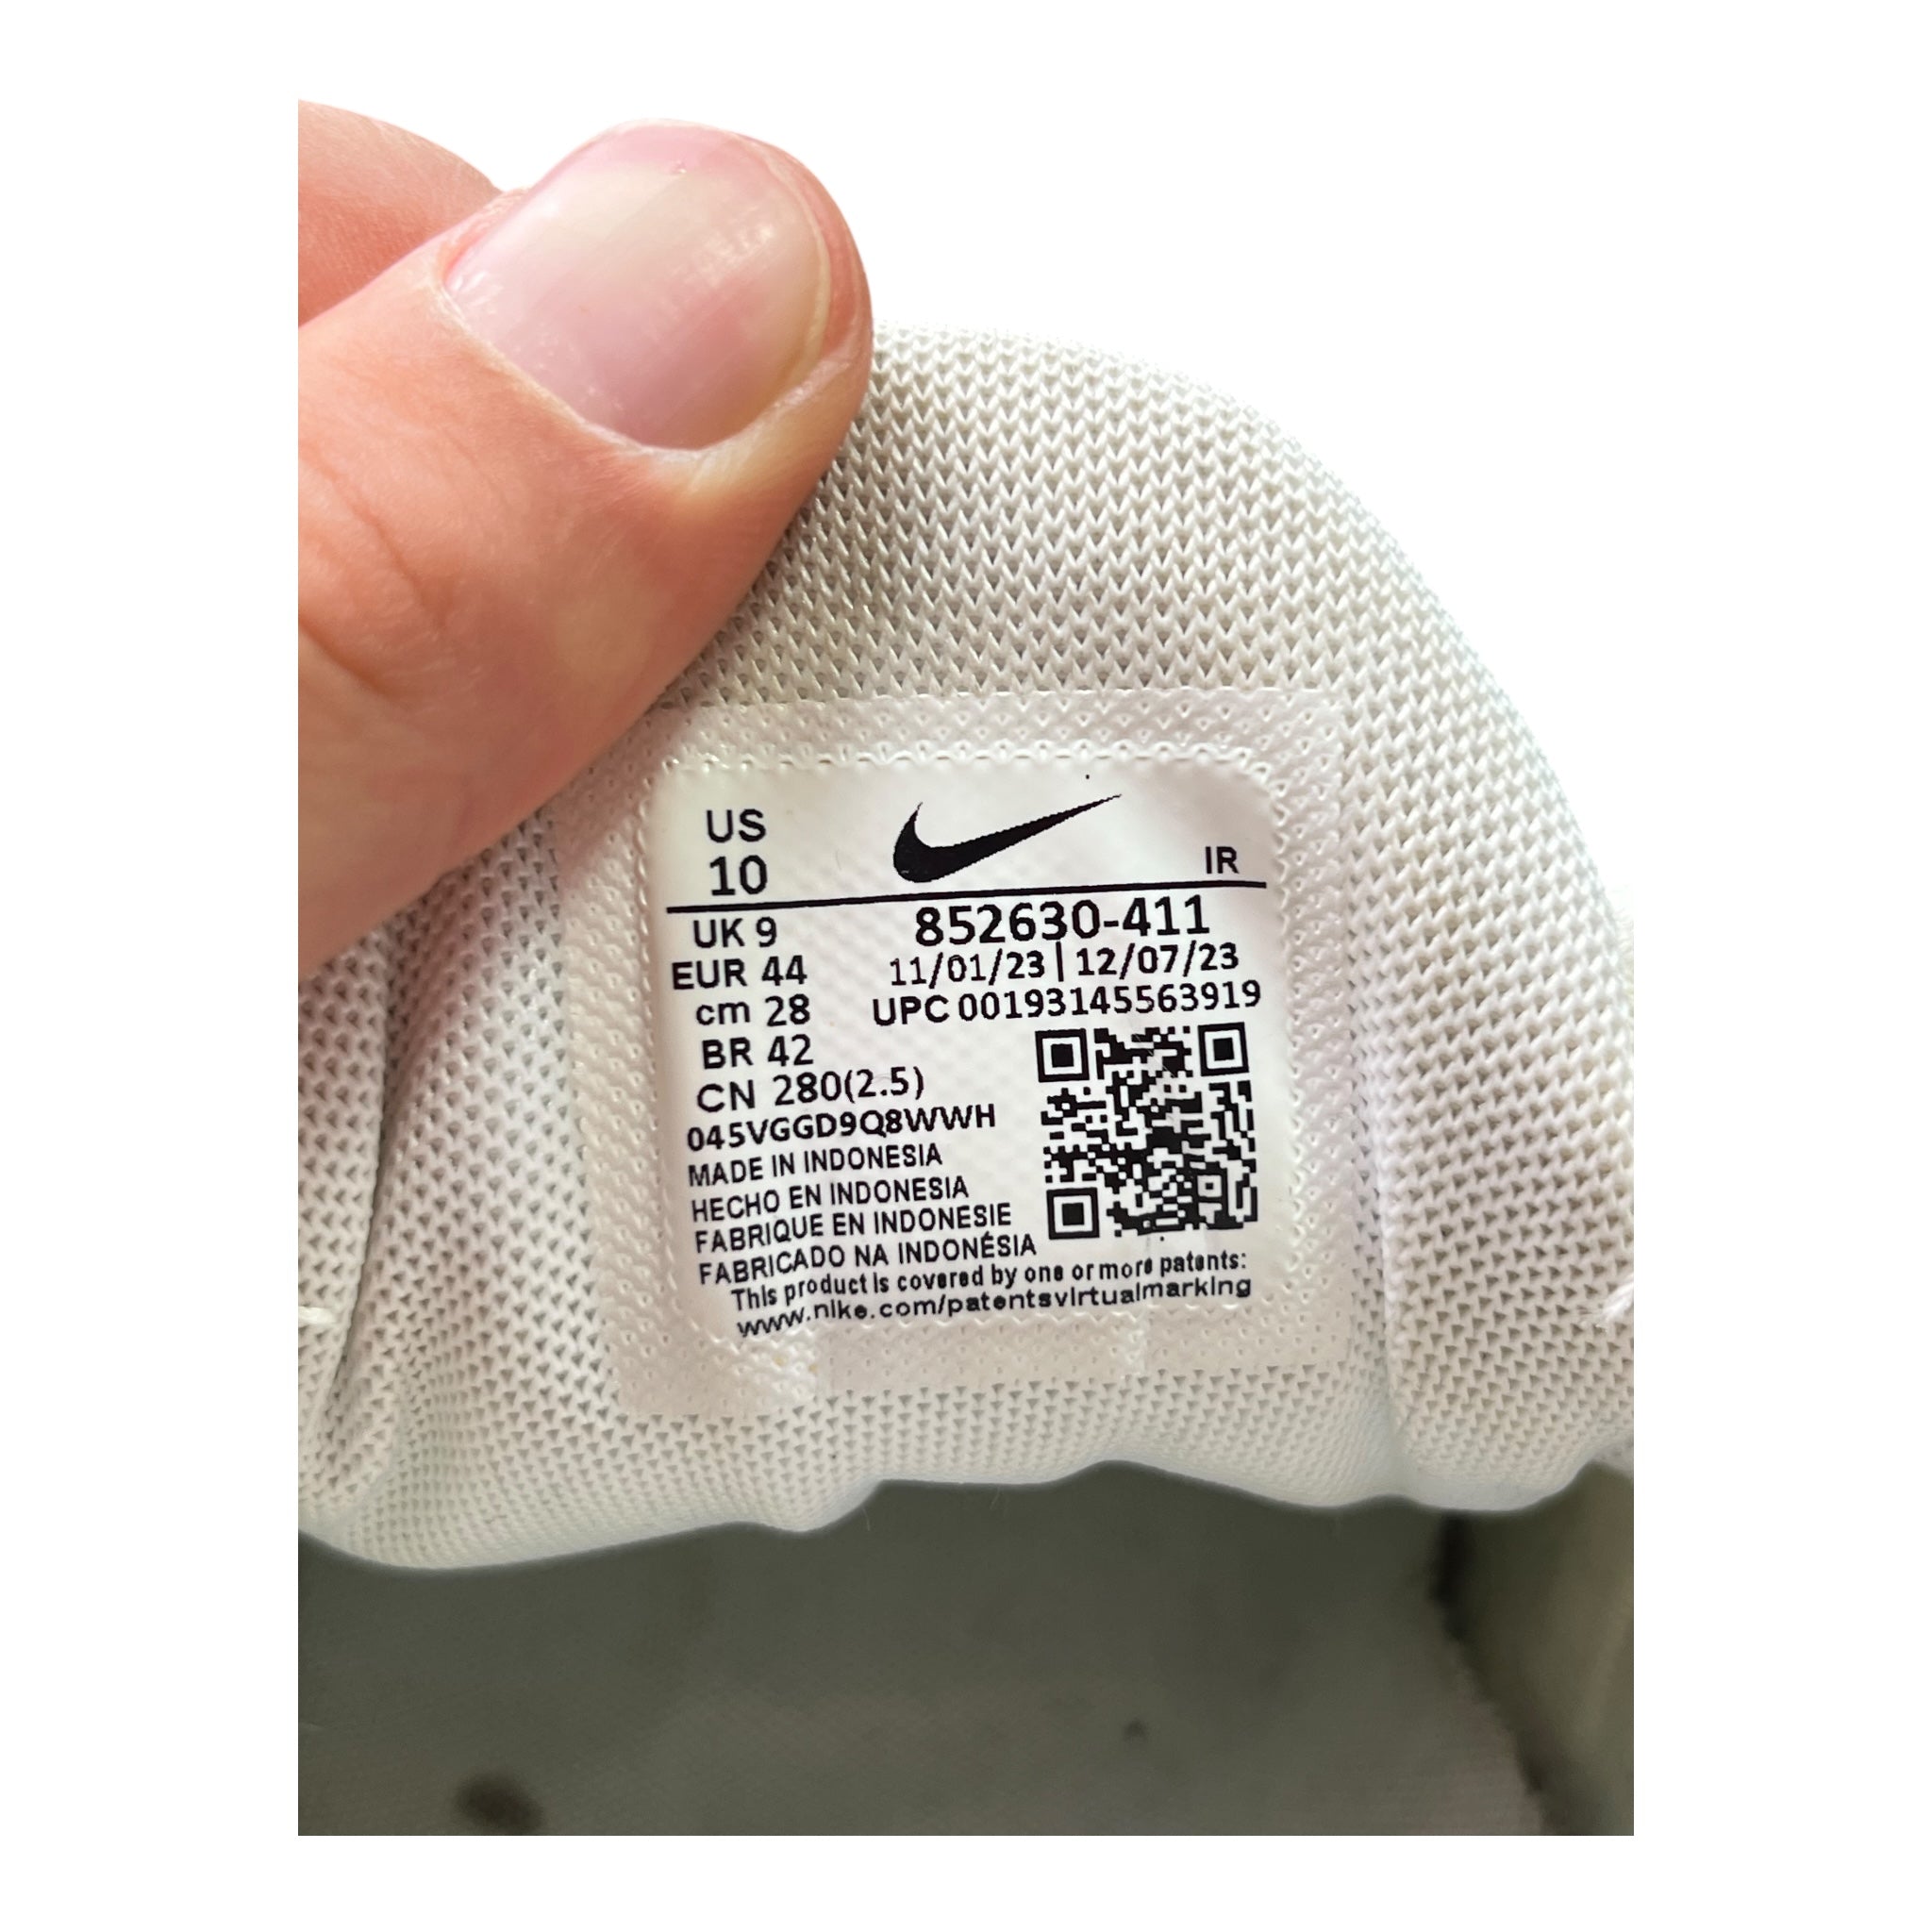 US
10
IR
UK 9
852630-411
EUR 44
11/01/23 | 12/07/23
cm 28
UPC 00193145563919
BR 42
CN 280(2.5)
045VGGD9Q8WWH
MADE IN INDONESIA
HECHO EN INDONESIA
FABRIQUE EN INDONESIE
FABRICADO NA INDONÉSIA
This product is covered by one or more patents:
www.nike.com/patentsvirtualmarking